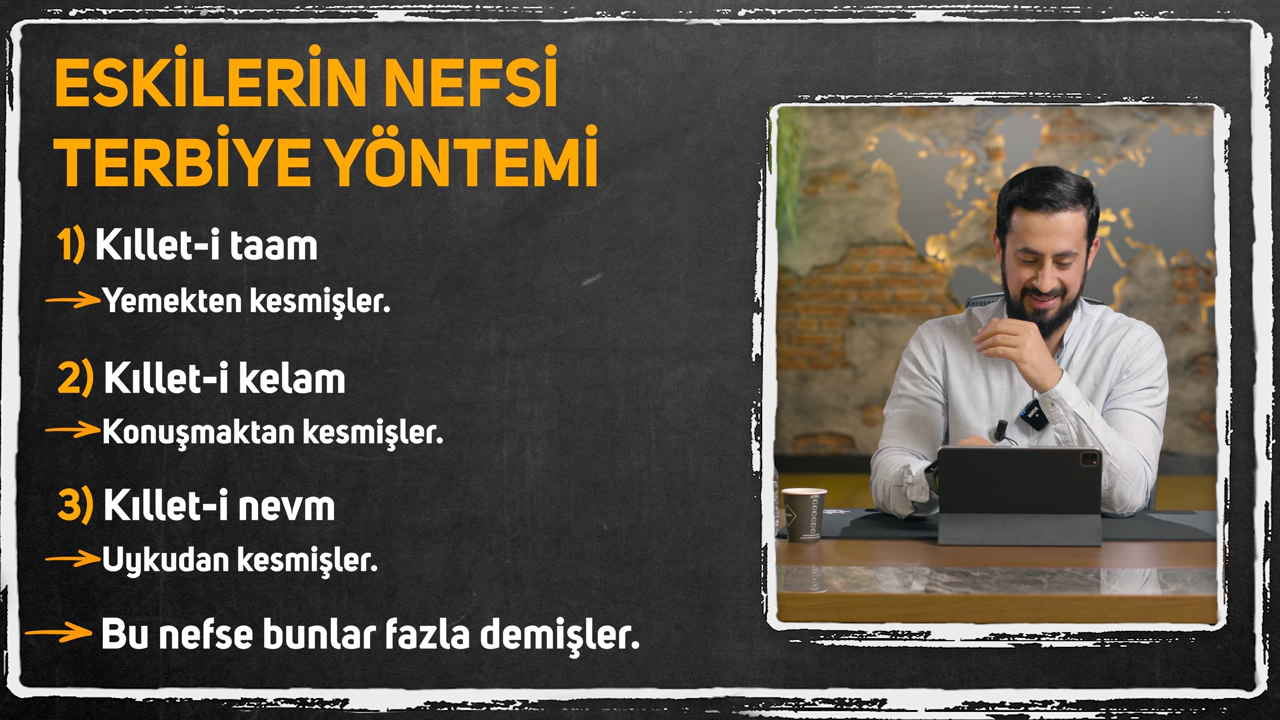 ESKİLERİN NEFSİ
TERBİYE YÖNTEMİ
1) Kıllet-i taam
Yemekten kesmişler.
2) Kıllet-i kelam
Konuşmaktan kesmişler.
3) Kıllet-i nevm
Uykudan kesmişler.
Bu nefse bunlar fazla demişler.